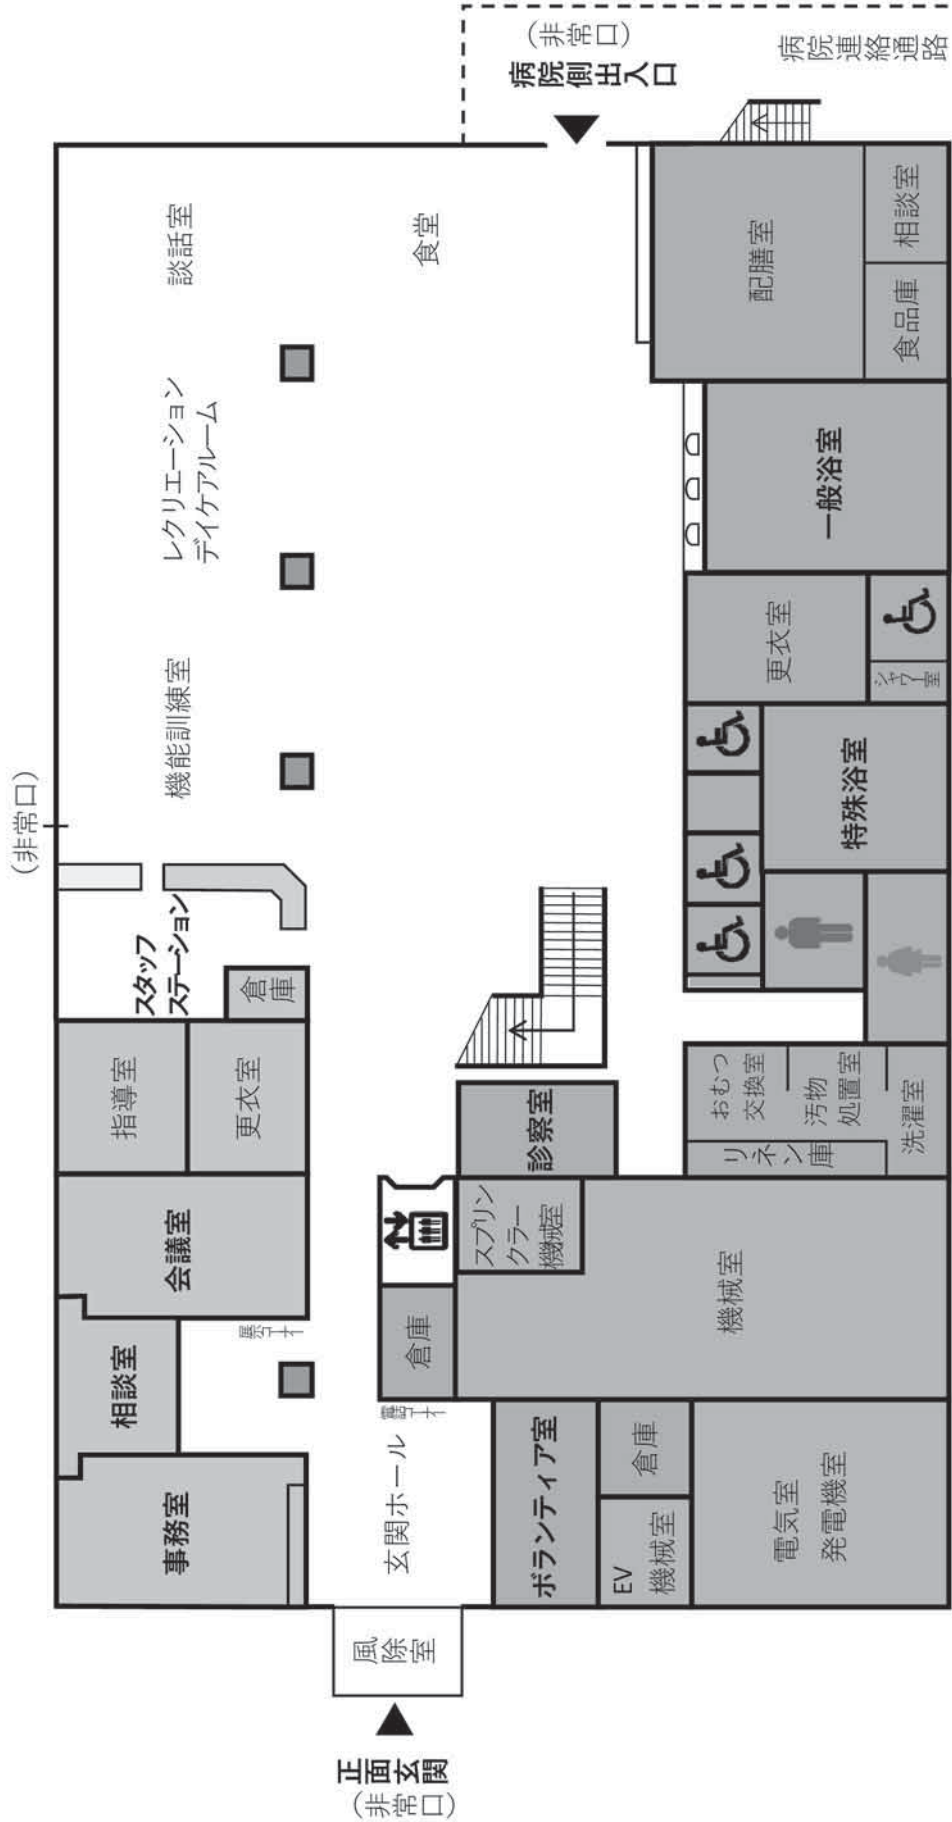 （非常口）
正面玄関
（非常口）
風除室
玄関ホール
事務室
相談室
会議室
指導室
更衣室
倉庫
スタッフ
ステーション
機能訓練室
レクリエーション
デイケアルーム
談話室
食堂
（非常口）
病院側出入口
病院連絡通路
倉庫
スプリン
クラー
機械室
診察室
機械室
ボランティア室
倉庫
EV
機械室
電気室
発電機室
おむつ
交換室
汚物
処置室
リネン庫
洗濯室
特殊浴室
更衣室
シャワー室
一般浴室
配膳室
食品庫
相談室